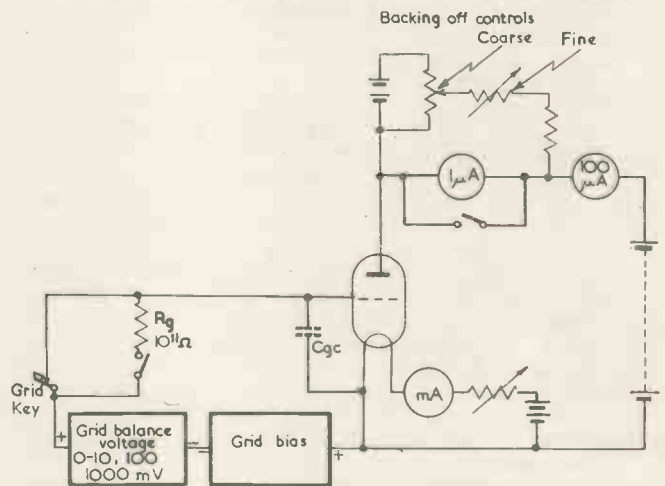 Backing off controls
Coarse Fine
1μA
100
μA
Rg
10¹¹Ω
Cgc
Grid
Key
mA
+
Grid balance
voltage
0-10, 100
1000 mV
−
−
Grid bias
+